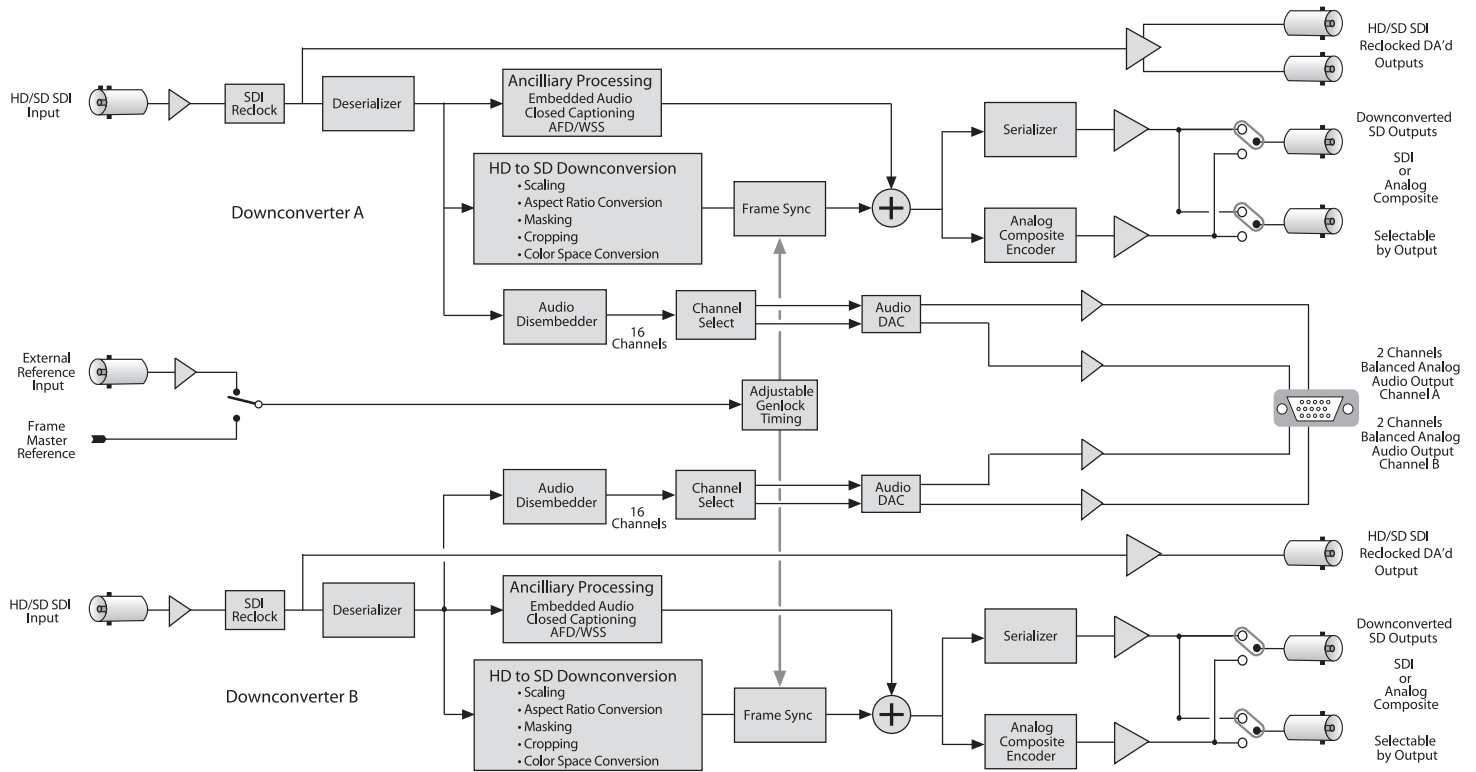 HD/SD SDI
Input
SDI
Reclock
Deserializer
Ancilliary Processing
Embedded Audio
Closed Captioning
AFD/WSS
HD to SD Downconversion
• Scaling
• Aspect Ratio Conversion
• Masking
• Cropping
• Color Space Conversion
Downconverter A
Frame Sync
+
Serializer
Analog
Composite
Encoder
HD/SD SDI
Reclocked DA'd
Outputs
Downconverted
SD Outputs
SDI
or
Analog
Composite
Selectable
by Output
Audio
Disembedder
16
Channels
Channel
Select
Audio
DAC
External
Reference
Input
Frame
Master
Reference
Adjustable
Genlock
Timing
2 Channels
Balanced Analog
Audio Output
Channel A
2 Channels
Balanced Analog
Audio Output
Channel B
Audio
Disembedder
16
Channels
Channel
Select
Audio
DAC
HD/SD SDI
Reclocked DA'd
Output
HD/SD SDI
Input
SDI
Reclock
Deserializer
Ancilliary Processing
Embedded Audio
Closed Captioning
AFD/WSS
HD to SD Downconversion
• Scaling
• Aspect Ratio Conversion
• Masking
• Cropping
• Color Space Conversion
Downconverter B
Frame Sync
+
Serializer
Analog
Composite
Encoder
Downconverted
SD Outputs
SDI
or
Analog
Composite
Selectable
by Output